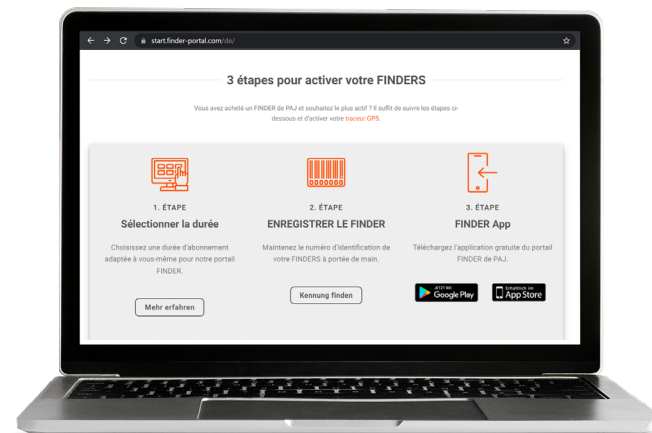 start.finder-portal.com/de/
3 étapes pour activer votre FINDERS
Vous avez acheté un FINDER de PAJ et souhaitez le plus actif ? Il suffit de suivre les étapes ci-
dessous et d'activer votre traceur GPS.
1. ÉTAPE
Sélectionner la durée
Choisissez une durée d'abonnement
adaptée à vous-même pour notre portail
FINDER.
Mehr erfahren
2. ÉTAPE
ENREGISTRER LE FINDER
Maintenez le numéro d'identification de
votre FINDERS à portée de main.
Kennung finden
3. ÉTAPE
FINDER App
Téléchargez l'application gratuite du portail
FINDER de PAJ.
JETZT BEI
Google Play
Erhältlich im
App Store